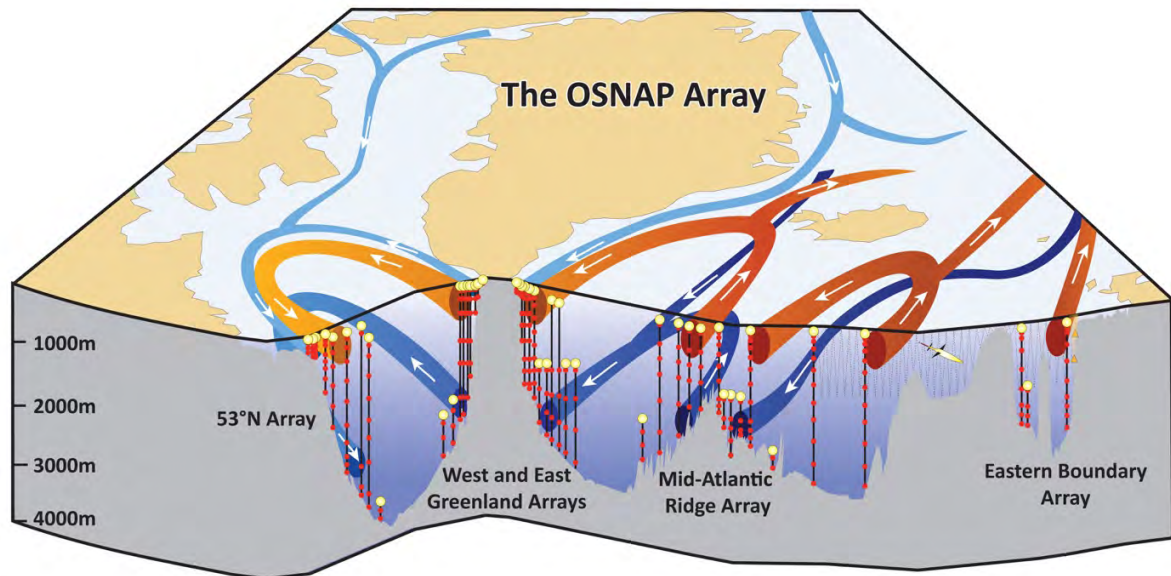 The OSNAP Array
1000m
2000m
3000m
4000m
53°N Array
West and East
Greenland Arrays
Mid-Atlantic
Ridge Array
Eastern Boundary
Array